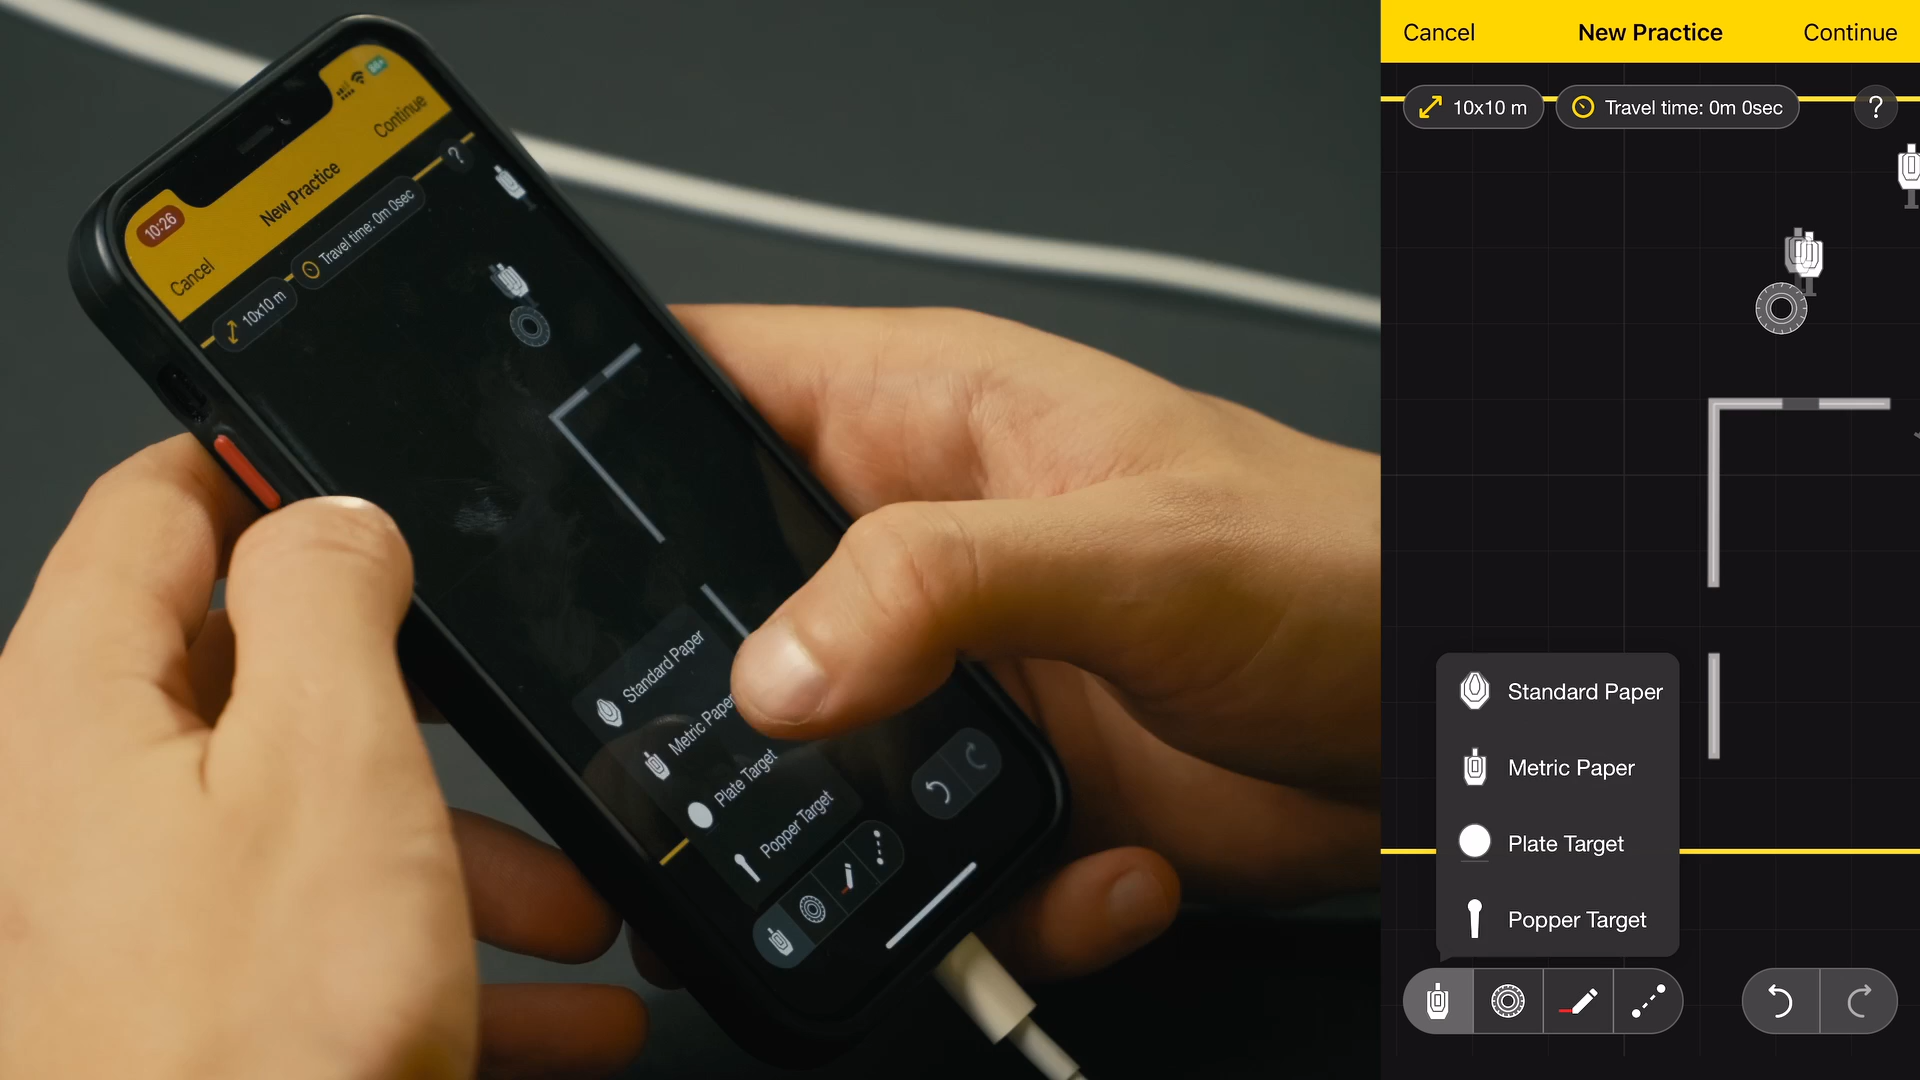 10:26
Cancel
New Practice
Continue
10x10 m
Travel time: 0m 0sec
?
Standard Paper
Metric Paper
Plate Target
Popper Target
Cancel
New Practice
Continue
10x10 m
Travel time: 0m 0sec
?
Standard Paper
Metric Paper
Plate Target
Popper Target